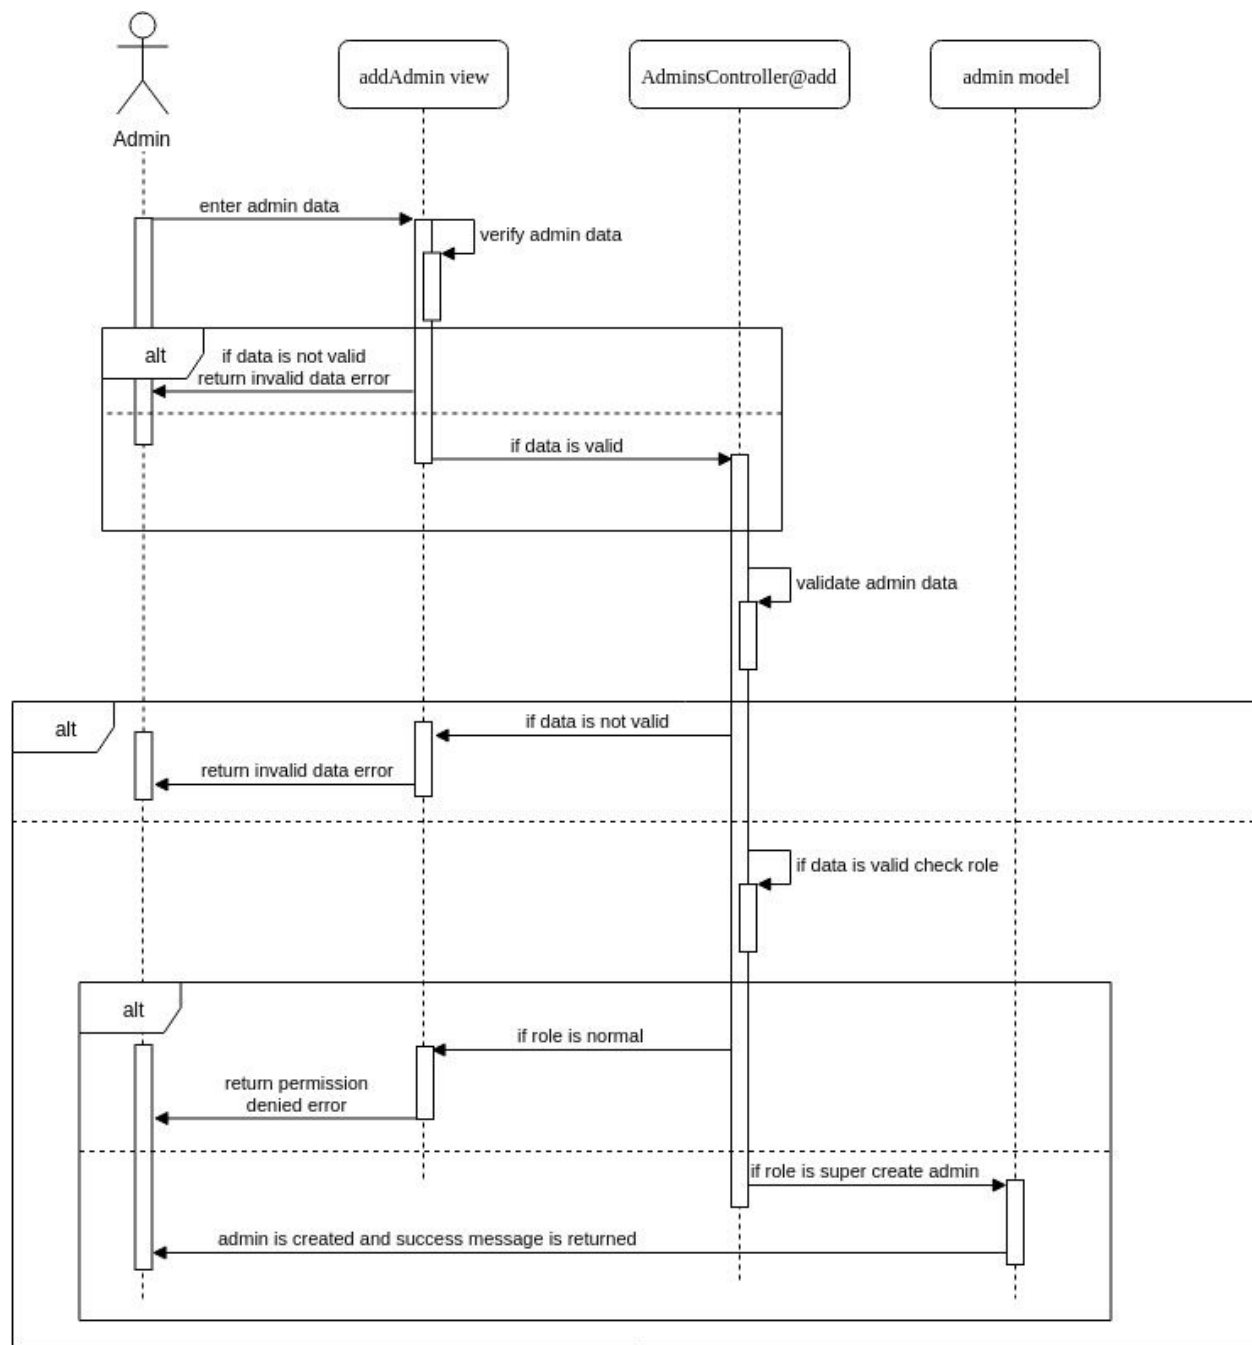 addAdmin view
AdminsController@add
admin model
Admin
enter admin data
verify admin data
alt
if data is not valid
return invalid data error
if data is valid
validate admin data
alt
if data is not valid
return invalid data error
if data is valid check role
alt
if role is normal
return permission
denied error
if role is super create admin
admin is created and success message is returned